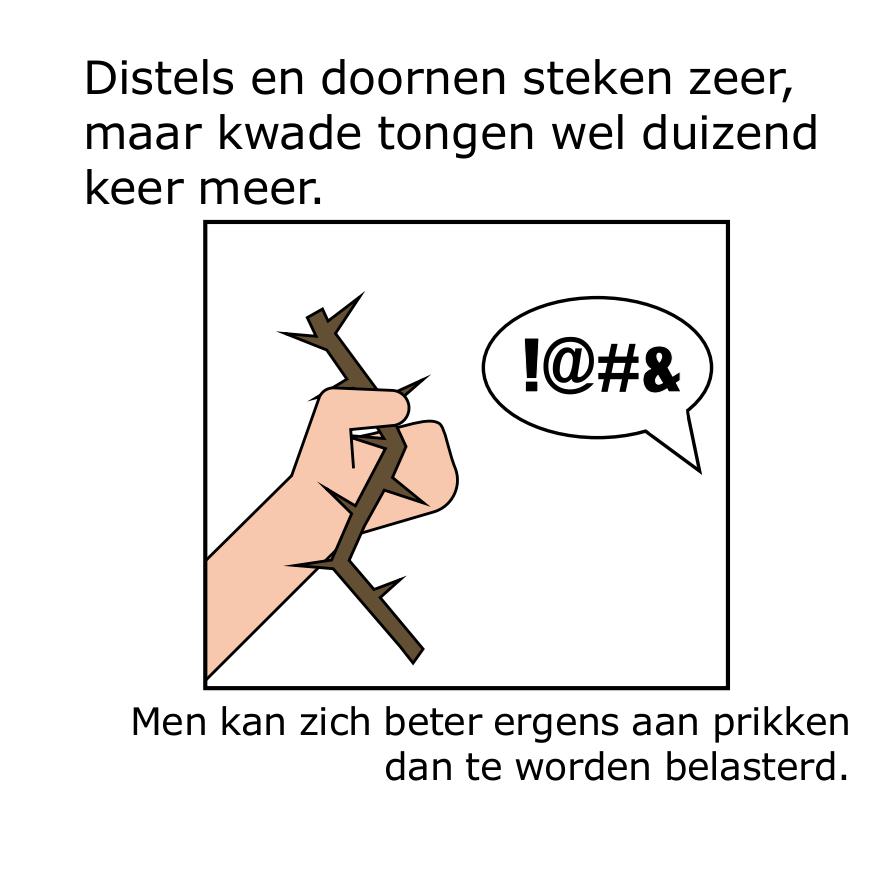 Distels en doornen steken zeer,
maar kwade tongen wel duizend
keer meer.
!@#&
Men kan zich beter ergens aan prikken
dan te worden belasterd.